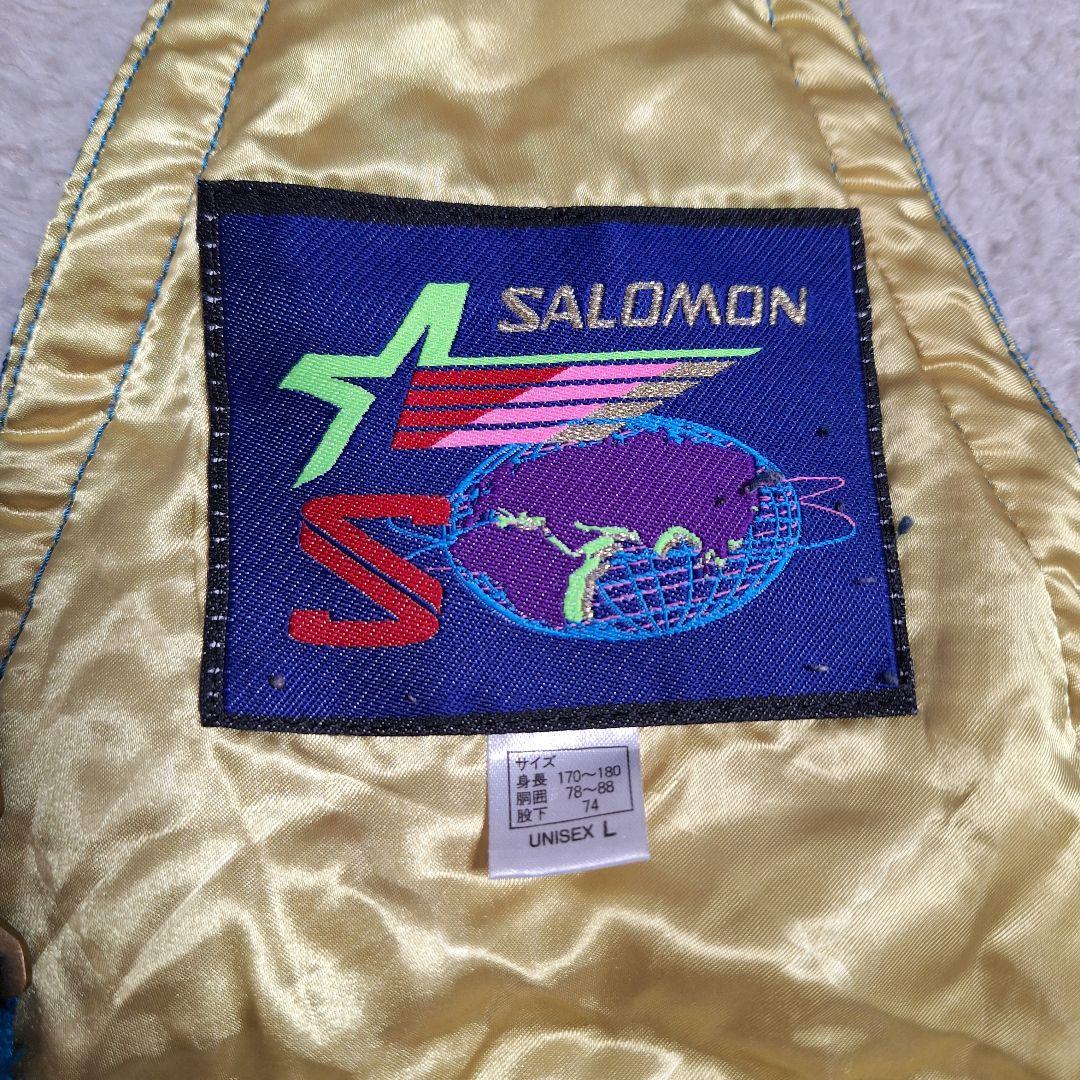 SALOMON
S
サイズ
身長 170～180
胴囲 78～88
股下 74
UNISEX L